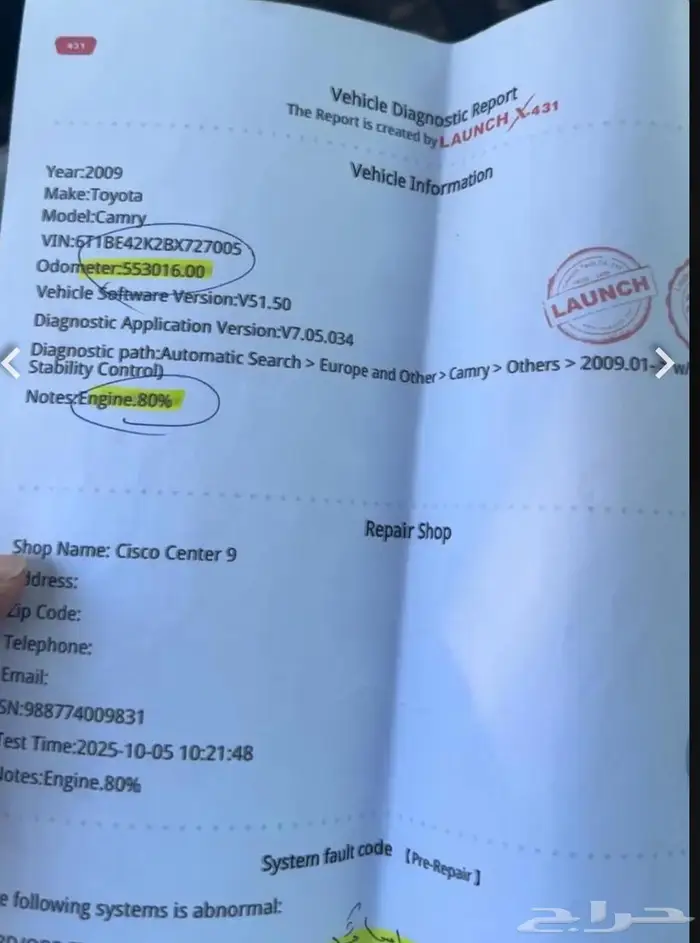 431
Vehicle Diagnostic Report
The Report is created by LAUNCH X-431
Vehicle Information
Year:2009
Make:Toyota
Model:Camry
VIN:6T1BE42K2BX727005
Odometer:553016.00
Vehicle Software Version:V51.50
Diagnostic Application Version:V7.05.034
Diagnostic path:Automatic Search > Europe and Other > Camry > Others > 2009.01- > w/
Stability Control)
Notes:Engine.80%
LAUNCH
Repair Shop
Shop Name: Cisco Center 9
ddress:
Zip Code:
Telephone:
Email:
SN:988774009831
Test Time:2025-10-05 10:21:48
Notes:Engine.80%
System fault code 【Pre-Repair】
e following systems is abnormal:
حراج